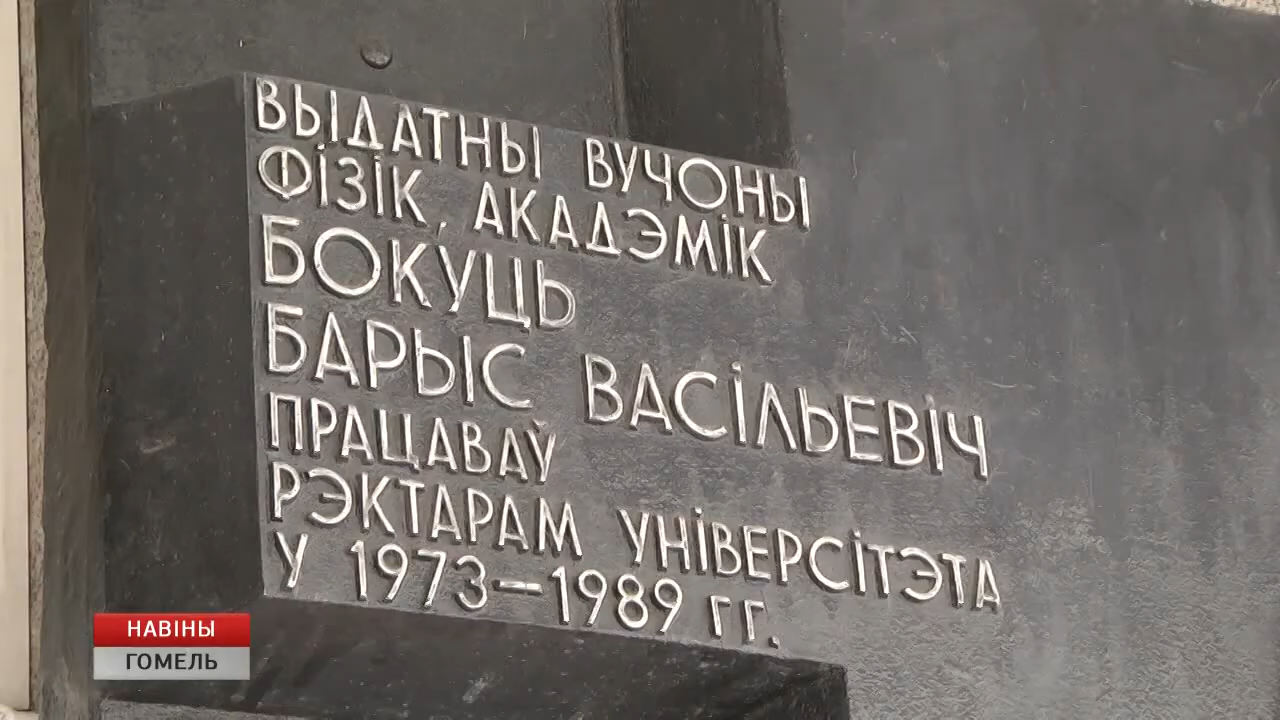 ВЫДАТНЫ ВУЧОНЫ
ФІЗІК, АКАДЭМІК
БОКУЦЬ
БАРЫС ВАСІЛЬЕВІЧ
ПРАЦАВАЎ
РЭКТАРАМ УНІВЕРСІТЭТА
У 1973–1989 ГГ.
НАВІНЫ
ГОМЕЛЬ